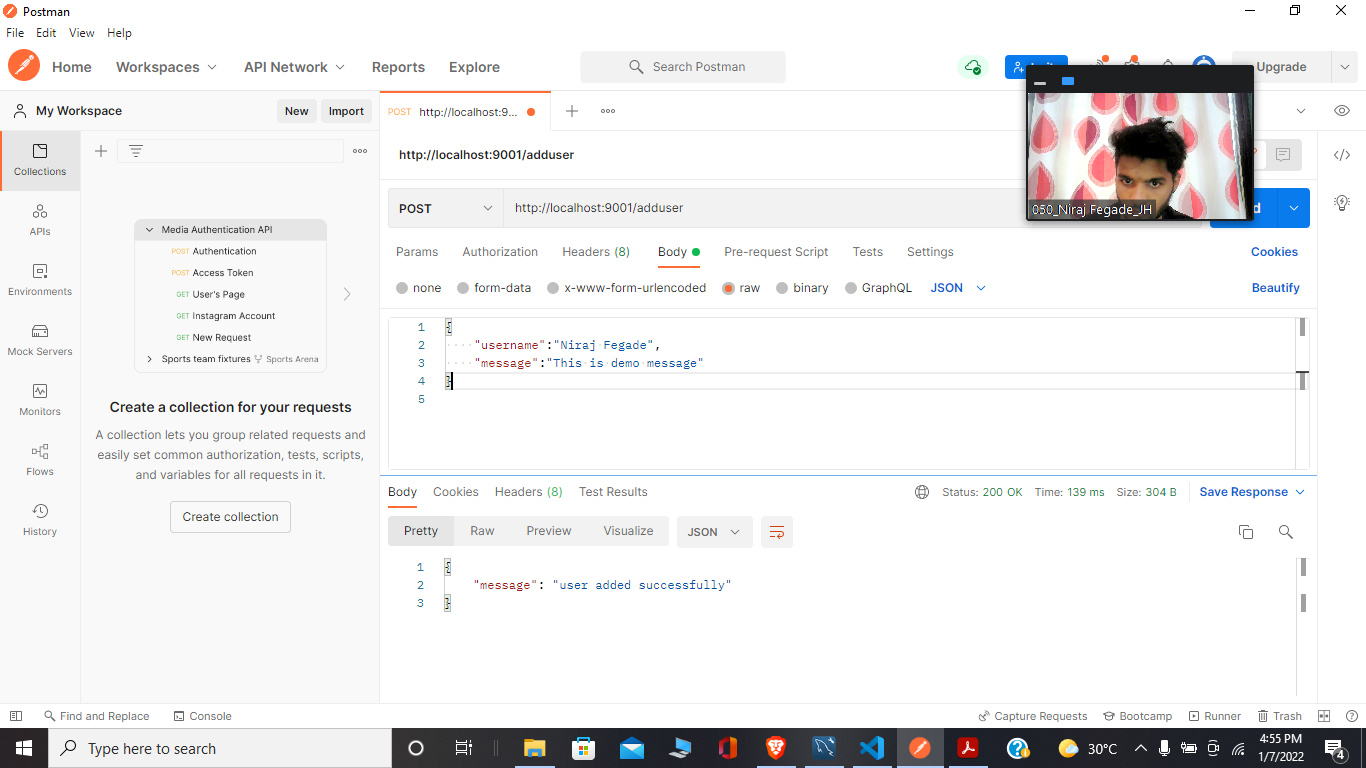 Postman
File Edit View Help
Home Workspaces API Network Reports Explore
Search Postman
Upgrade
My Workspace
New Import
POST http://localhost:9...
http://localhost:9001/adduser
Collections
APIs
Environments
Mock Servers
Monitors
Flows
History
Media Authentication API
POST Authentication
POST Access Token
GET User's Page
GET Instagram Account
GET New Request
Sports team fixtures Sports Arena
Create a collection for your requests
A collection lets you group related requests and
easily set common authorization, tests, scripts,
and variables for all requests in it.
Create collection
POST http://localhost:9001/adduser
050_Niraj Fegade_JH
Params Authorization Headers (8) Body Pre-request Script Tests Settings Cookies
none form-data x-www-form-urlencoded raw binary GraphQL JSON Beautify
1 {
2 "username":"Niraj Fegade",
3 "message":"This is demo message"
4 }
5
Body Cookies Headers (8) Test Results Status: 200 OK Time: 139 ms Size: 304 B Save Response
Pretty Raw Preview Visualize JSON
1 {
2 "message": "user added successfully"
3 }
Find and Replace Console Capture Requests Bootcamp Runner Trash
Type here to search
30°C
4:55 PM
1/7/2022
4